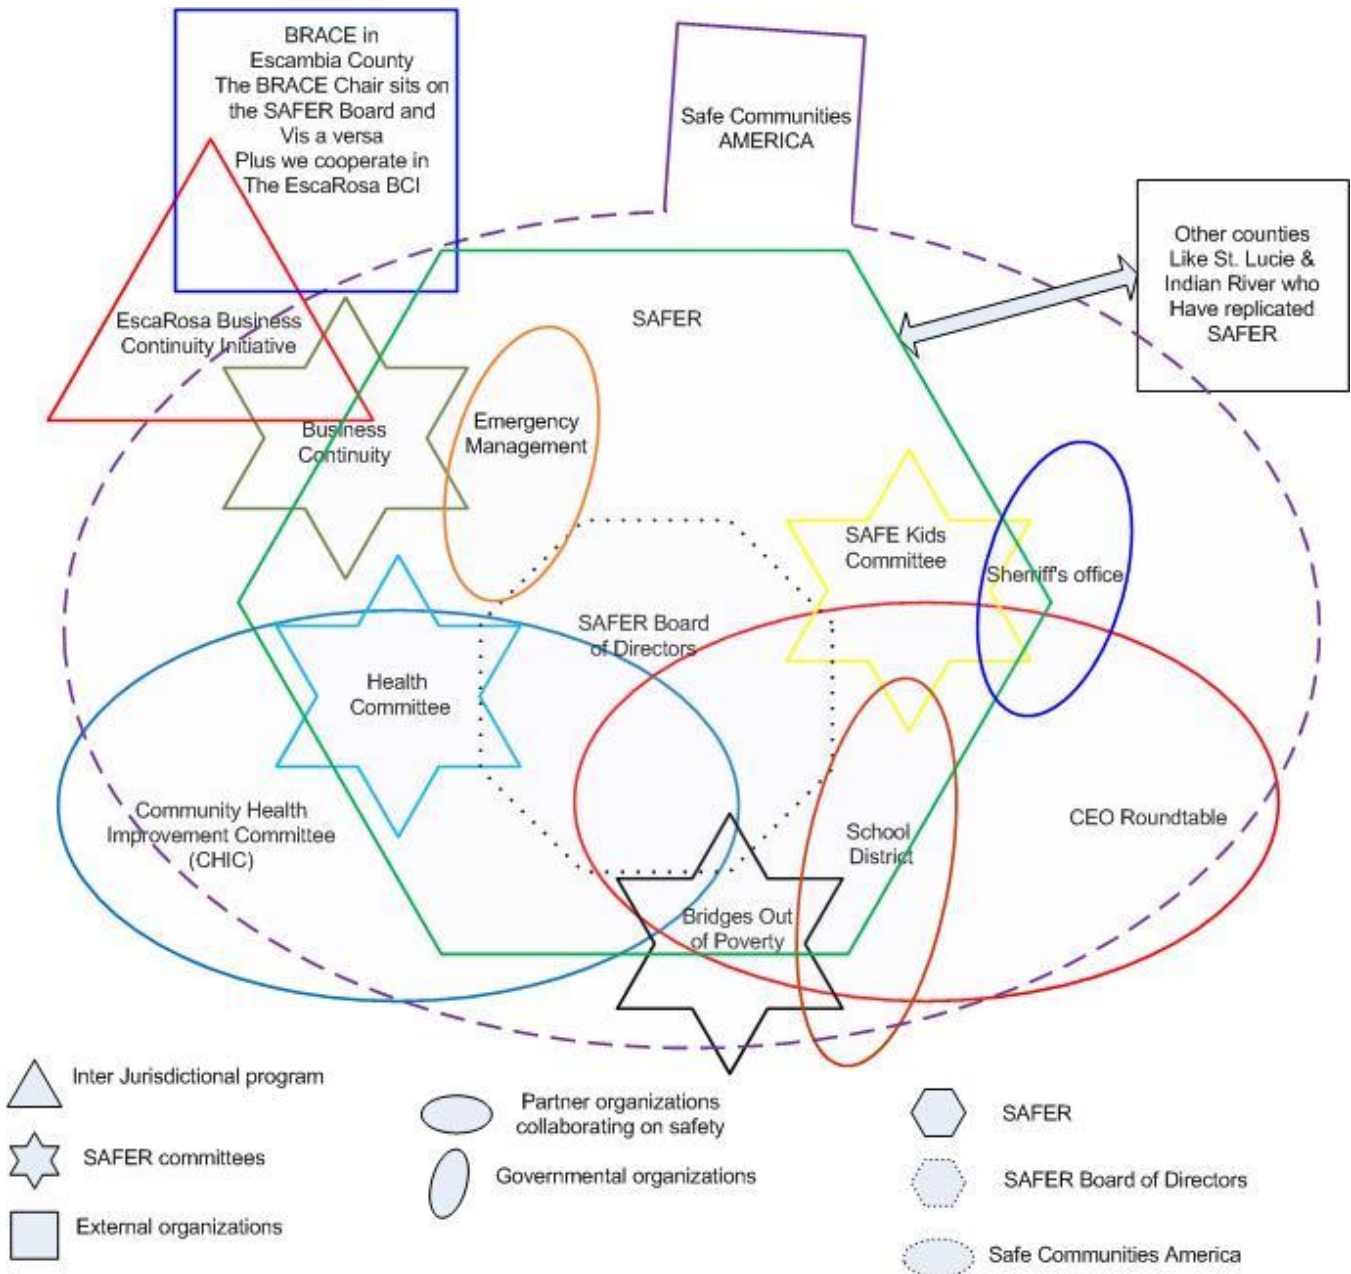 BRACE in
Escambia County
The BRACE Chair sits on
the SAFER Board and
Vis a versa
Plus we cooperate in
The EscaRosa BCI
Safe Communities
AMERICA
Other counties
Like St. Lucie &
Indian River who
Have replicated
SAFER
EscaRosa Business
Continuity Initiative
SAFER
Business
Continuity
Emergency
Management
SAFE Kids
Committee
Sherriff's office
SAFER Board
of Directors
Health
Committee
Community Health
Improvement Committee
(CHIC)
School
District
CEO Roundtable
Bridges Out
of Poverty
Inter Jurisdictional program
SAFER committees
External organizations
Partner organizations
collaborating on safety
Governmental organizations
SAFER
SAFER Board of Directors
Safe Communities America